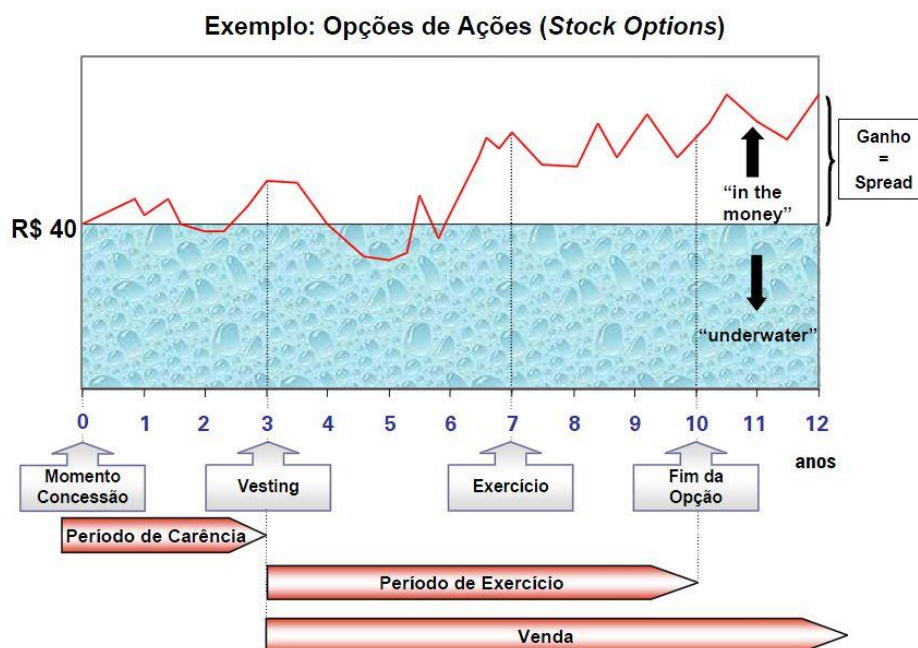 Exemplo: Opções de Ações (Stock Options)
R$ 40
Ganho
=
Spread
“in the
money”
“underwater”
0 1 2 3 4 5 6 7 8 9 10 11 12
anos
Momento
Concessão
Vesting
Exercício
Fim da
Opção
Período de Carência
Período de Exercício
Venda